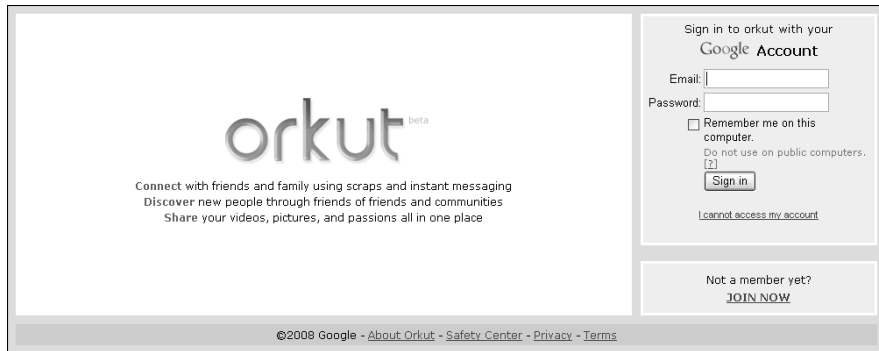 orkut beta
Connect with friends and family using scraps and instant messaging
Discover new people through friends of friends and communities
Share your videos, pictures, and passions all in one place
Sign in to orkut with your
Google Account
Email:
Password:
Remember me on this
computer.
Do not use on public computers.
[?]
Sign in
I cannot access my account
Not a member yet?
JOIN NOW
©2008 Google - About Orkut - Safety Center - Privacy - Terms